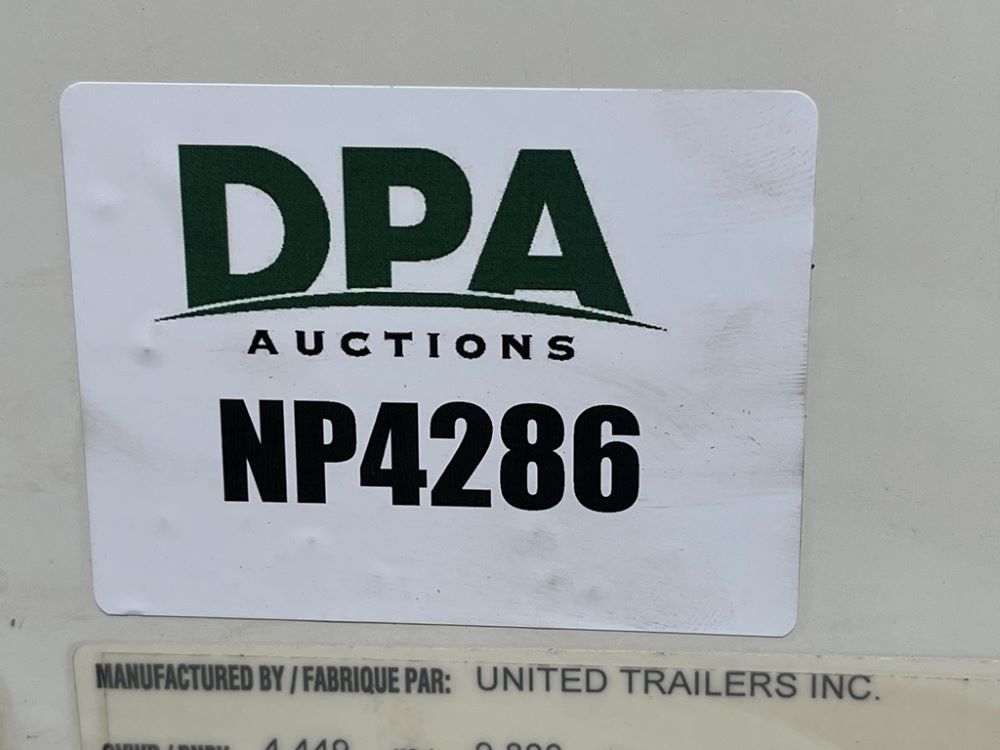 DPA
AUCTIONS
NP4286
MANUFACTURED BY / FABRIQUE PAR: UNITED TRAILERS INC.